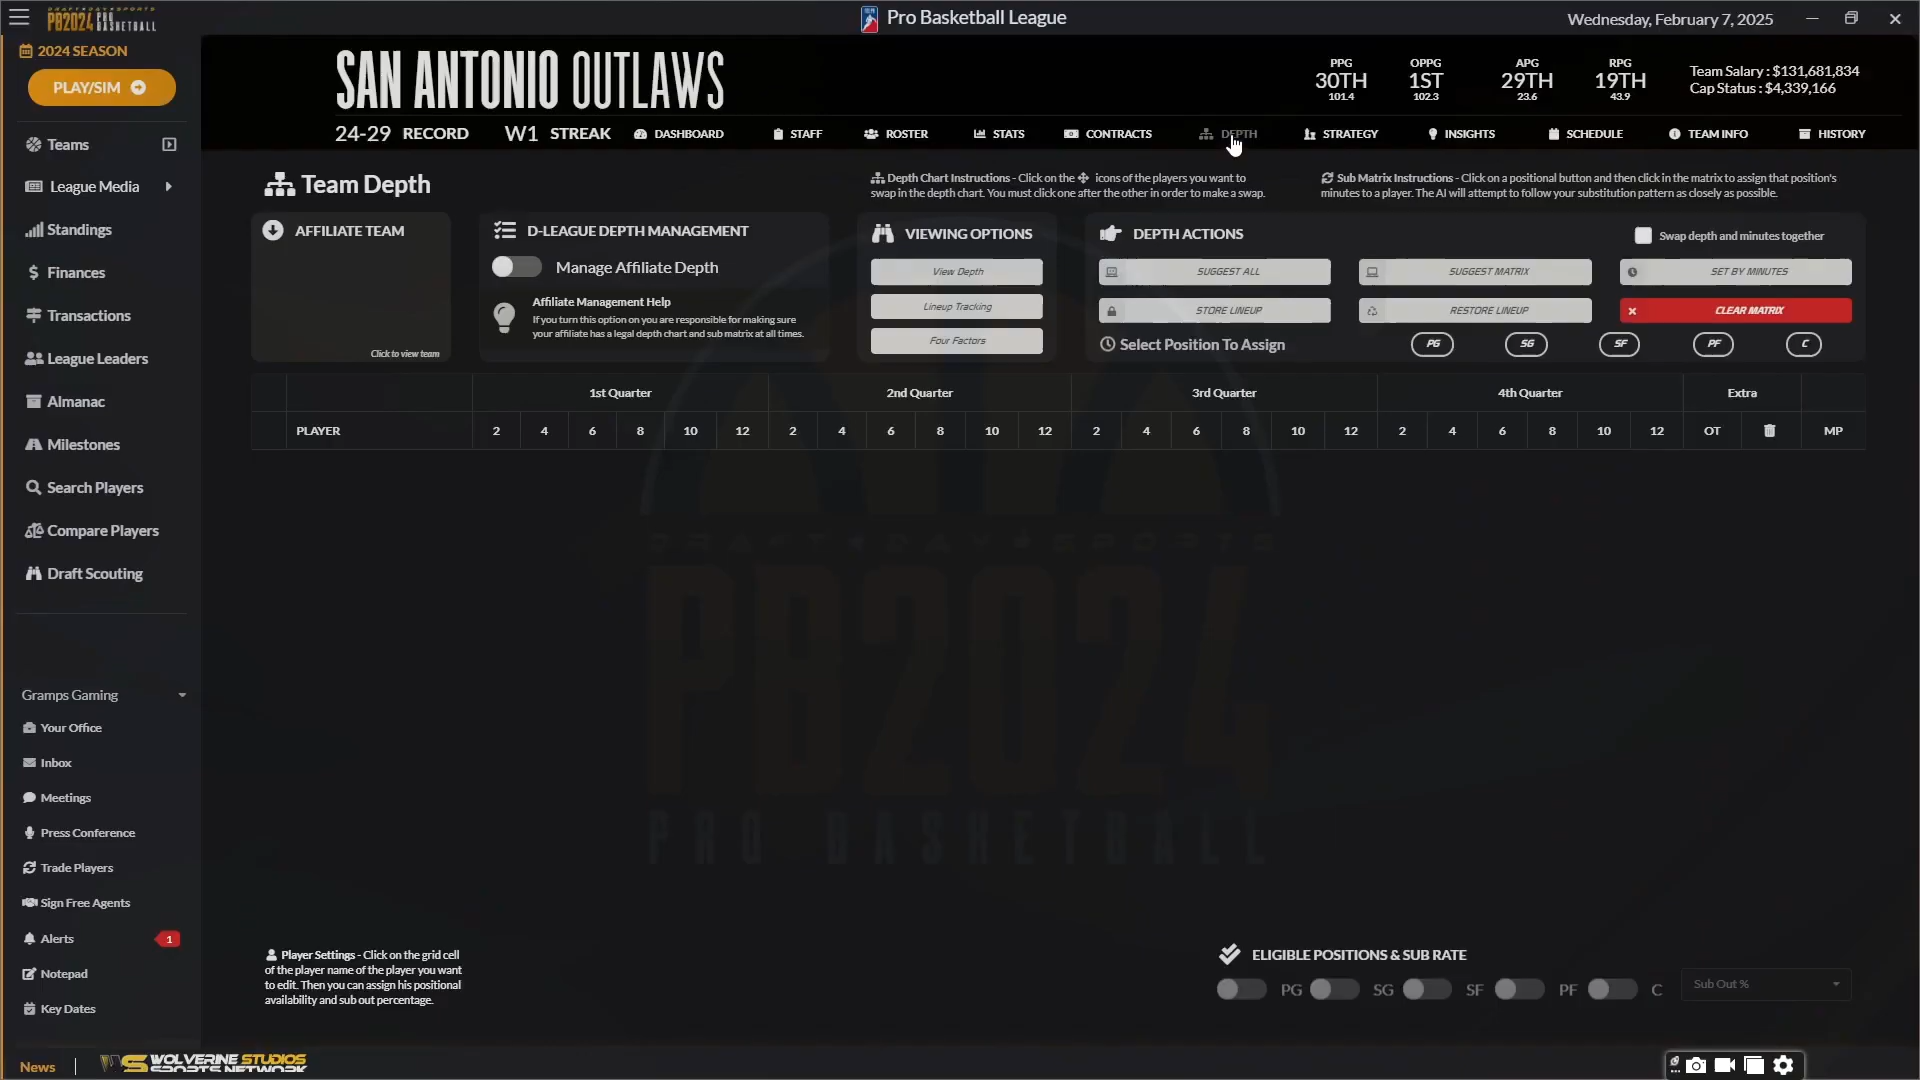 DRAFT DAY SPORTS
PB2024 PRO BASKETBALL
Pro Basketball League
Wednesday, February 7, 2025
2024 SEASON
PLAY/SIM
SAN ANTONIO OUTLAWS
PPG
30TH
101.4
OPPG
1ST
102.3
APG
29TH
23.6
RPG
19TH
43.9
Team Salary : $131,681,834
Cap Status : $4,339,166
24-29 RECORD
W1 STREAK
DASHBOARD
STAFF
ROSTER
STATS
CONTRACTS
DEPTH
STRATEGY
INSIGHTS
SCHEDULE
TEAM INFO
HISTORY
Teams
League Media
Standings
Finances
Transactions
League Leaders
Almanac
Milestones
Search Players
Compare Players
Draft Scouting
Gramps Gaming
Your Office
Inbox
Meetings
Press Conference
Trade Players
Sign Free Agents
Alerts 1
Notepad
Key Dates
Team Depth
Depth Chart Instructions - Click on the icons of the players you want to
swap in the depth chart. You must click one after the other in order to make a swap.
Sub Matrix Instructions - Click on a positional button and then click in the matrix to assign that position's
minutes to a player. The AI will attempt to follow your substitution pattern as closely as possible.
AFFILIATE TEAM
Click to view team
D-LEAGUE DEPTH MANAGEMENT
Manage Affiliate Depth
Affiliate Management Help
If you turn this option on you are responsible for making sure
your affiliate has a legal depth chart and sub matrix at all times.
VIEWING OPTIONS
View Depth
Lineup Tracking
Four Factors
DEPTH ACTIONS
Swap depth and minutes together
SUGGEST ALL
SUGGEST MATRIX
SET BY MINUTES
STORE LINEUP
RESTORE LINEUP
CLEAR MATRIX
Select Position To Assign
PG SG SF PF C
1st Quarter 2nd Quarter 3rd Quarter 4th Quarter Extra
PLAYER 2 4 6 8 10 12 2 4 6 8 10 12 2 4 6 8 10 12 2 4 6 8 10 12 OT MP
DRAFT DAY SPORTS
PB2024
PRO BASKETBALL
Player Settings - Click on the grid cell
of the player name of the player you want
to edit. Then you can assign his positional
availability and sub out percentage.
ELIGIBLE POSITIONS & SUB RATE
PG SG SF PF C Sub Out %
News
WS WOLVERINE STUDIOS
SPORTS NETWORK